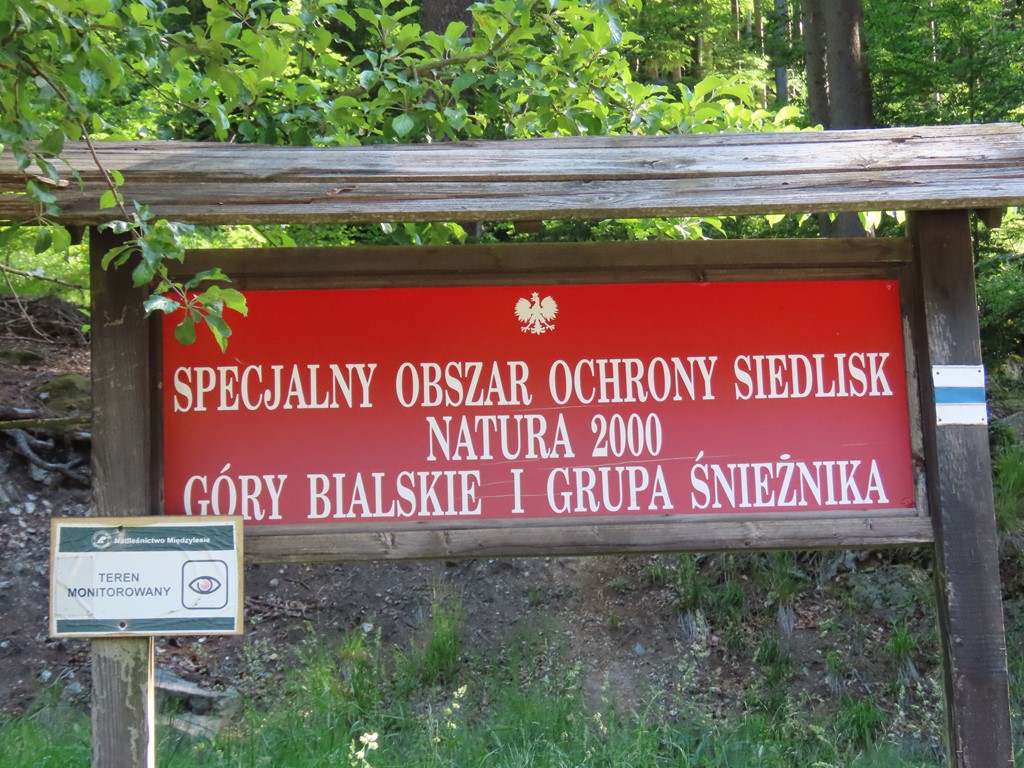 SPECJALNY OBSZAR OCHRONY SIEDLISK
NATURA 2000
GÓRY BIALSKIE I GRUPA ŚNIEŻNIKA
Nadleśnictwo Międzylesie
TEREN
MONITOROWANY